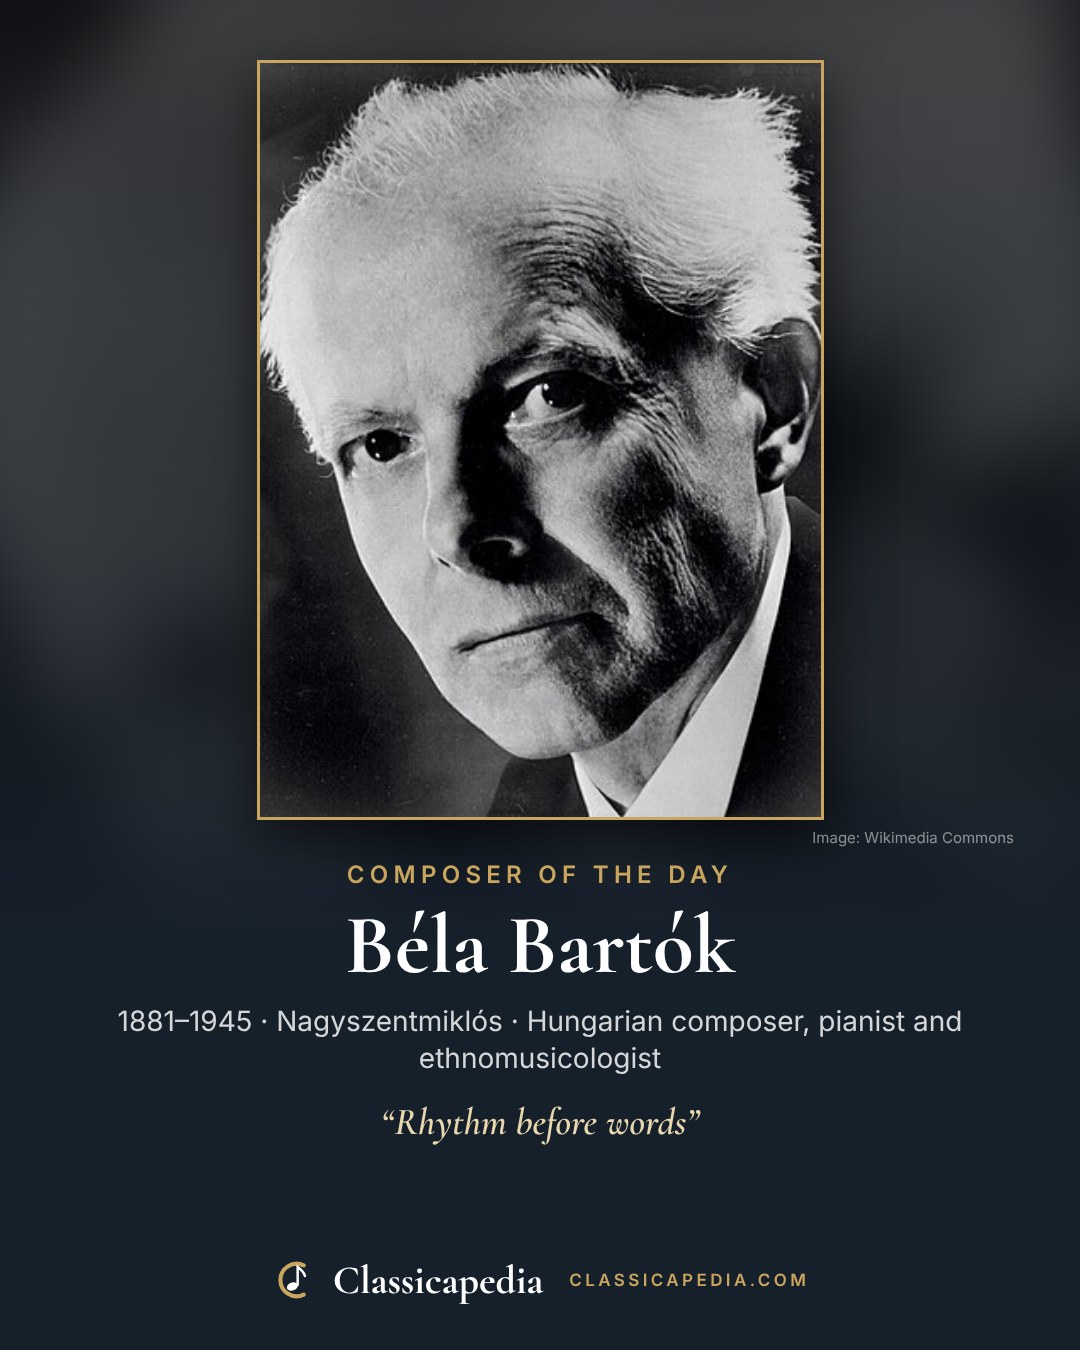 Image: Wikimedia Commons
COMPOSER OF THE DAY
Béla Bartók
1881–1945 · Nagyszentmiklós · Hungarian composer, pianist and
ethnomusicologist
“Rhythm before words”
Classicapedia CLASSICAPEDIA.COM